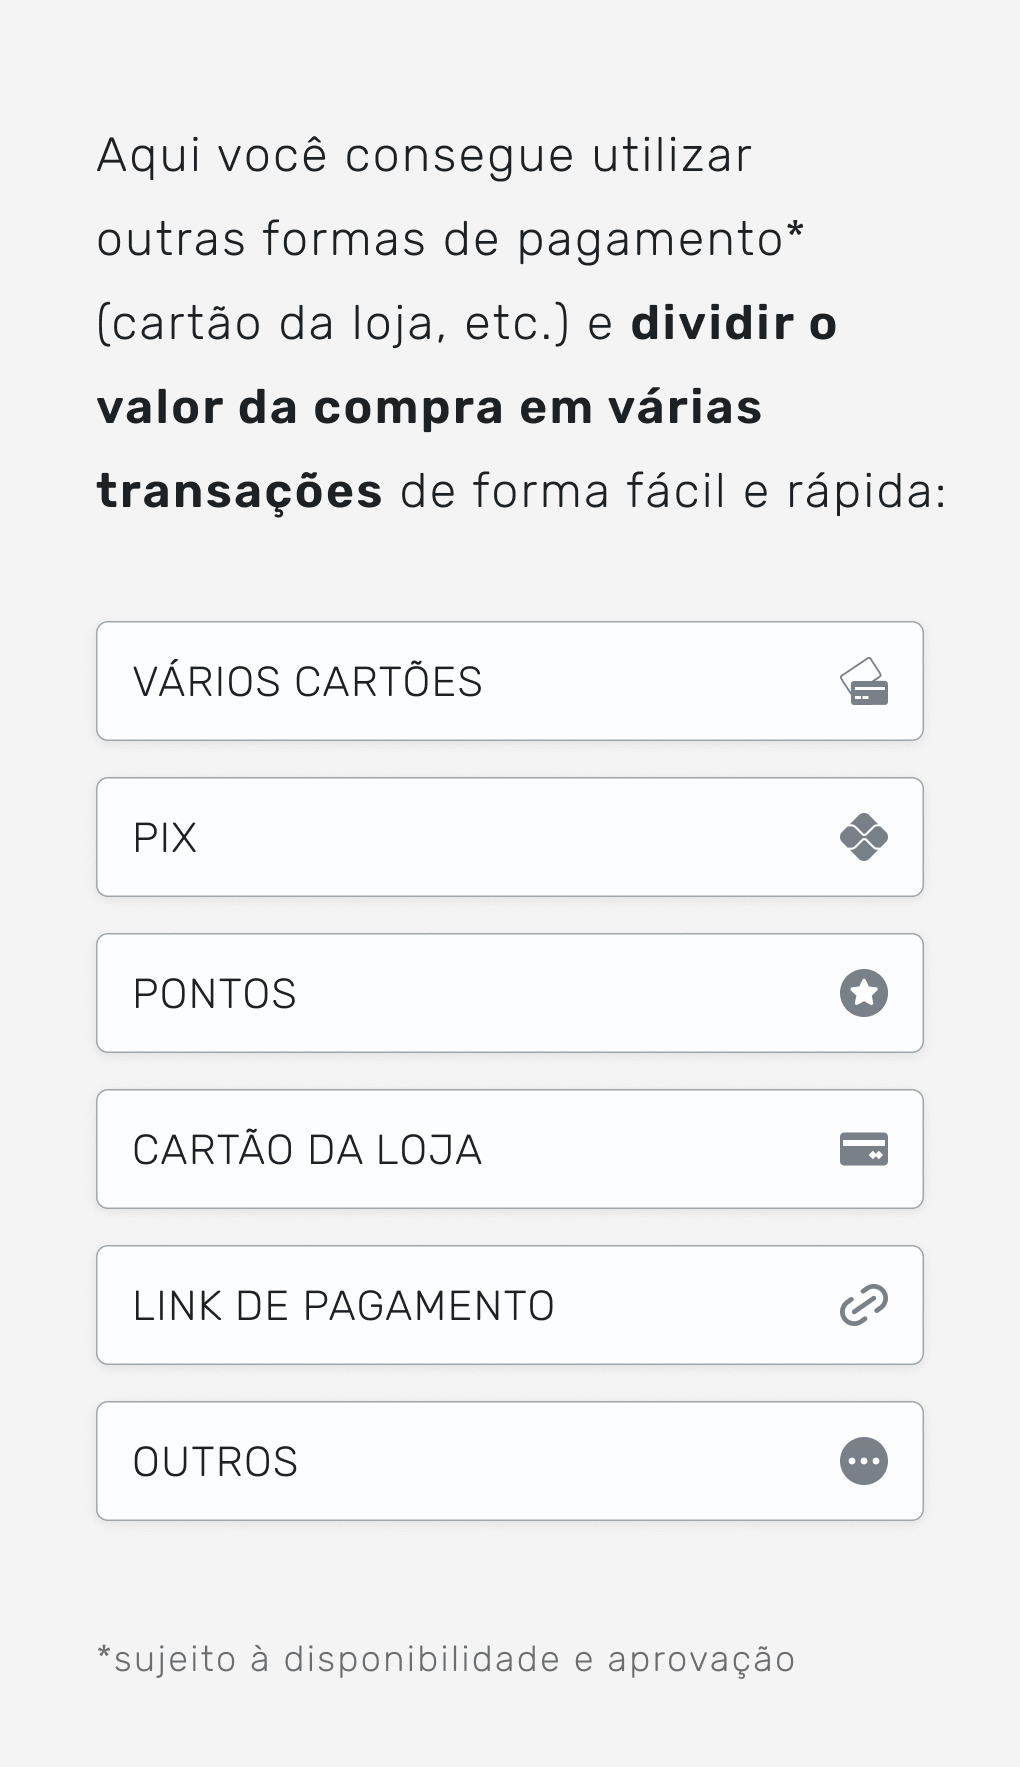 Aqui você consegue utilizar
outras formas de pagamento*
(cartão da loja, etc.) e dividir o
valor da compra em várias
transações de forma fácil e rápida:
VÁRIOS CARTÕES
PIX
PONTOS
CARTÃO DA LOJA
LINK DE PAGAMENTO
OUTROS
*sujeito à disponibilidade e aprovação